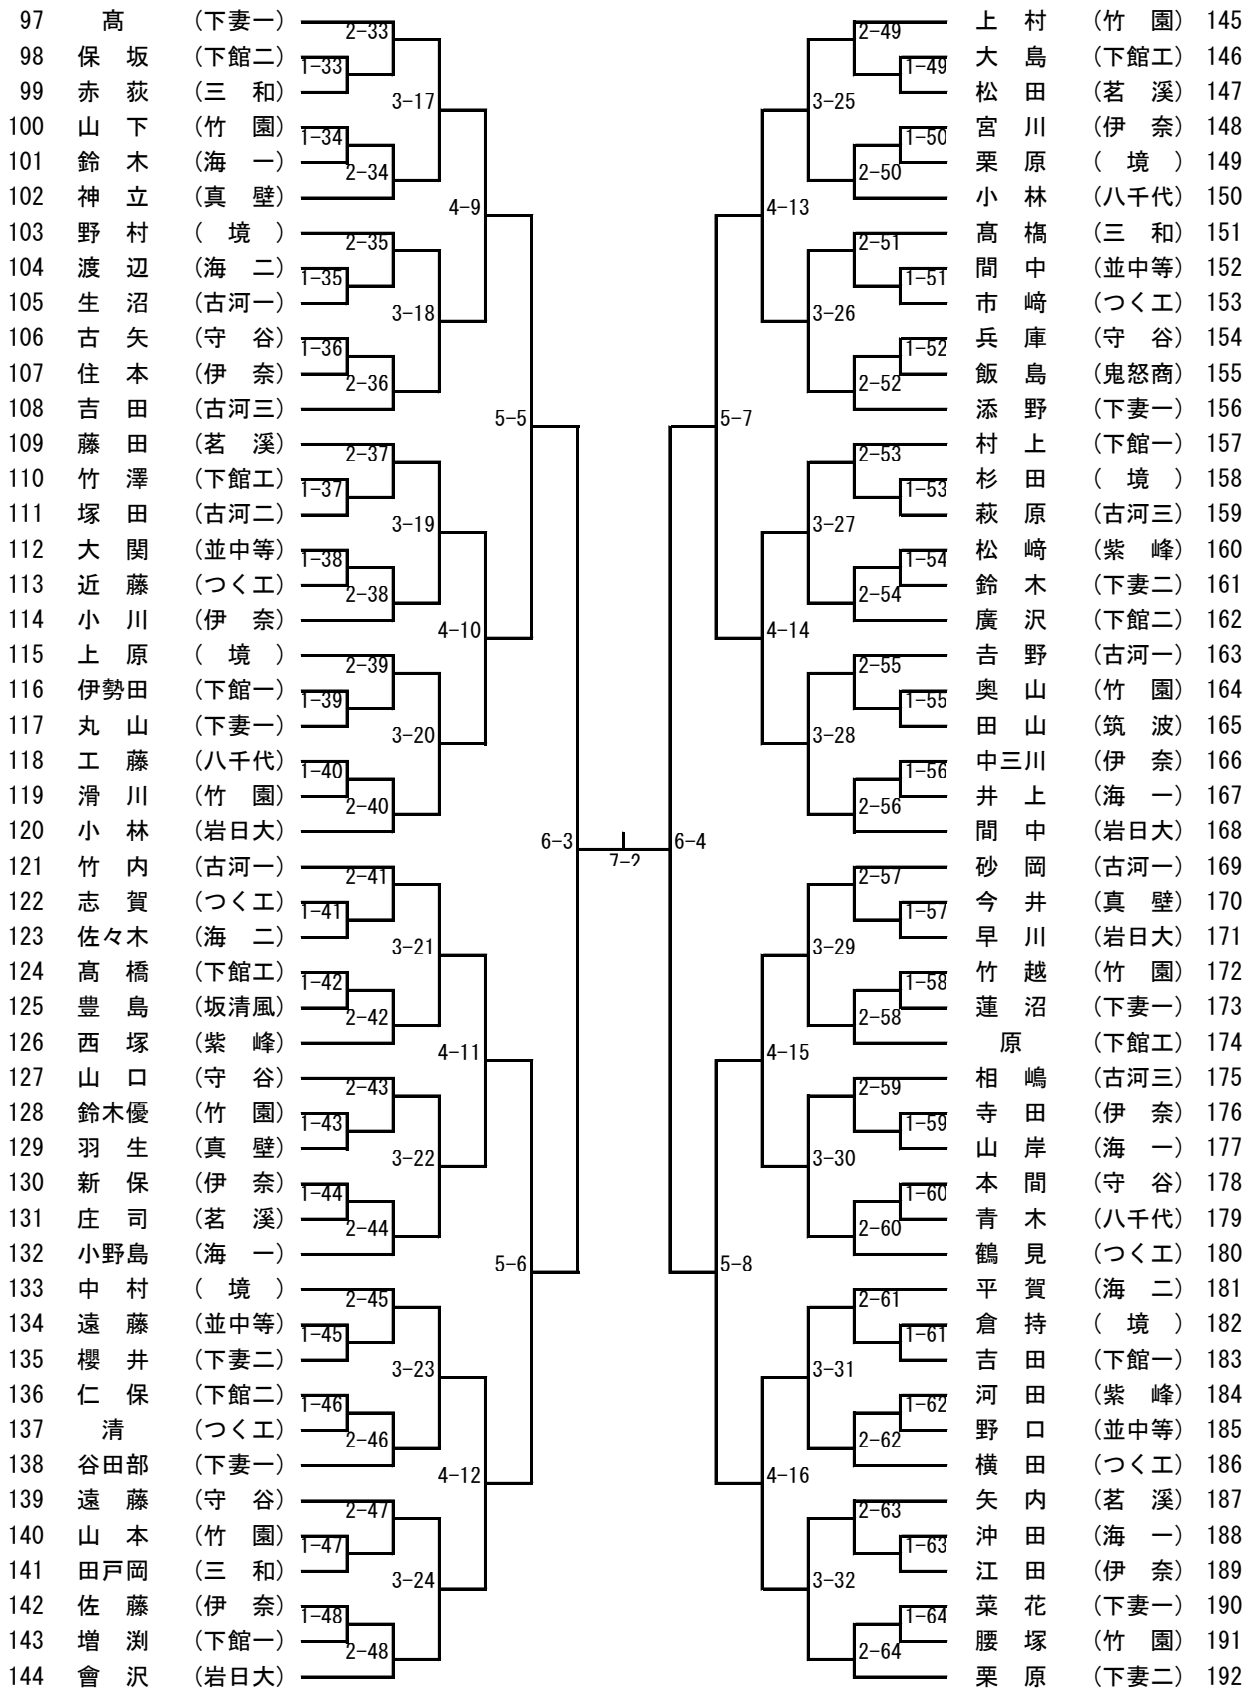 97 髙 （下妻一）
2-33
98 保 坂 （下館二）
1-33
99 赤 荻 （三 和）
3-17
100 山 下 （竹 園）
1-34
101 鈴 木 （海 一）
2-34
102 神 立 （真 壁）
4-9
103 野 村 （ 境 ）
2-35
104 渡 辺 （海 二）
1-35
105 生 沼 （古河一）
3-18
106 古 矢 （守 谷）
1-36
107 住 本 （伊 奈）
2-36
108 吉 田 （古河三）
5-5
109 藤 田 （茗 溪）
2-37
110 竹 澤 （下館工）
1-37
111 塚 田 （古河二）
3-19
112 大 関 （並中等）
1-38
113 近 藤 （つく工）
2-38
114 小 川 （伊 奈）
4-10
115 上 原 （ 境 ）
2-39
116 伊勢田 （下館一）
1-39
117 丸 山 （下妻一）
3-20
118 工 藤 （八千代）
1-40
119 滑 川 （竹 園）
2-40
120 小 林 （岩日大）
6-3
121 竹 内 （古河一）
2-41
122 志 賀 （つく工）
1-41
123 佐々木 （海 二）
3-21
124 髙 橋 （下館工）
1-42
125 豊 島 （坂清風）
2-42
126 西 塚 （紫 峰）
4-11
127 山 口 （守 谷）
2-43
128 鈴木優 （竹 園）
1-43
129 羽 生 （真 壁）
3-22
130 新 保 （伊 奈）
1-44
131 庄 司 （茗 溪）
2-44
132 小野島 （海 一）
5-6
133 中 村 （ 境 ）
2-45
134 遠 藤 （並中等）
1-45
135 櫻 井 （下妻二）
3-23
136 仁 保 （下館二）
1-46
137 清 （つく工）
2-46
138 谷田部 （下妻一）
4-12
139 遠 藤 （守 谷）
2-47
140 山 本 （竹 園）
1-47
141 田戸岡 （三 和）
3-24
142 佐 藤 （伊 奈）
1-48
143 増 渕 （下館一）
2-48
144 會 沢 （岩日大）
7-2
上 村 （竹 園） 145
2-49
大 島 （下館工） 146
1-49
松 田 （茗 溪） 147
3-25
宮 川 （伊 奈） 148
1-50
栗 原 （ 境 ） 149
2-50
小 林 （八千代） 150
4-13
髙 𣘺 （三 和） 151
2-51
間 中 （並中等） 152
1-51
市 﨑 （つく工） 153
3-26
兵 庫 （守 谷） 154
1-52
飯 島 （鬼怒商） 155
2-52
添 野 （下妻一） 156
5-7
村 上 （下館一） 157
2-53
杉 田 （ 境 ） 158
1-53
萩 原 （古河三） 159
3-27
松 﨑 （紫 峰） 160
1-54
鈴 木 （下妻二） 161
2-54
廣 沢 （下館二） 162
4-14
𠮷 野 （古河一） 163
2-55
奥 山 （竹 園） 164
1-55
田 山 （筑 波） 165
3-28
中三川 （伊 奈） 166
1-56
井 上 （海 一） 167
2-56
間 中 （岩日大） 168
6-4
砂 岡 （古河一） 169
2-57
今 井 （真 壁） 170
1-57
早 川 （岩日大） 171
3-29
竹 越 （竹 園） 172
1-58
蓮 沼 （下妻一） 173
2-58
原 （下館工） 174
4-15
相 嶋 （古河三） 175
2-59
寺 田 （伊 奈） 176
1-59
山 岸 （海 一） 177
3-30
本 間 （守 谷） 178
1-60
青 木 （八千代） 179
2-60
鶴 見 （つく工） 180
5-8
平 賀 （海 二） 181
2-61
倉 持 （ 境 ） 182
1-61
吉 田 （下館一） 183
3-31
河 田 （紫 峰） 184
1-62
野 口 （並中等） 185
2-62
横 田 （つく工） 186
4-16
矢 内 （茗 溪） 187
2-63
沖 田 （海 一） 188
1-63
江 田 （伊 奈） 189
3-32
菜 花 （下妻一） 190
1-64
腰 塚 （竹 園） 191
2-64
栗 原 （下妻二） 192